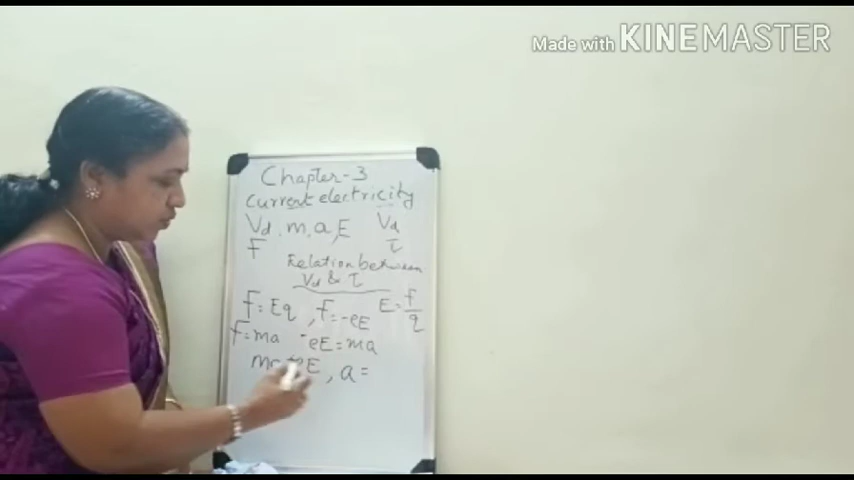 Made with KINEMASTER
Chapter-3
Current electricity
Vd, m, a, E Vd
F τ
Relation between
Vd & τ
F = Eq, F = -eE E = F/q
F = ma -eE = ma
E, a =